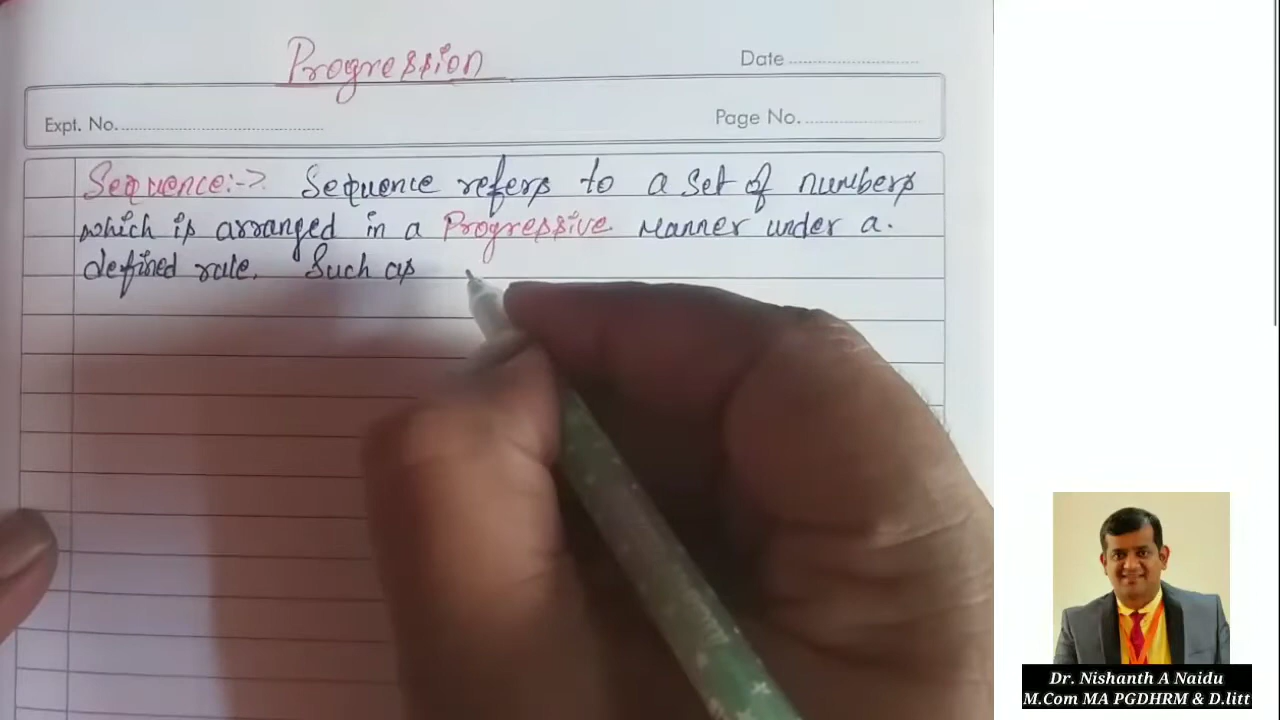 Progression
Date
Expt. No.
Page No.
Sequence:-> Sequence refers to a set of numbers
which is arranged in a Progressive manner under a.
defined rule. Such as
Dr. Nishanth A Naidu
M.Com MA PGDHRM & D.litt